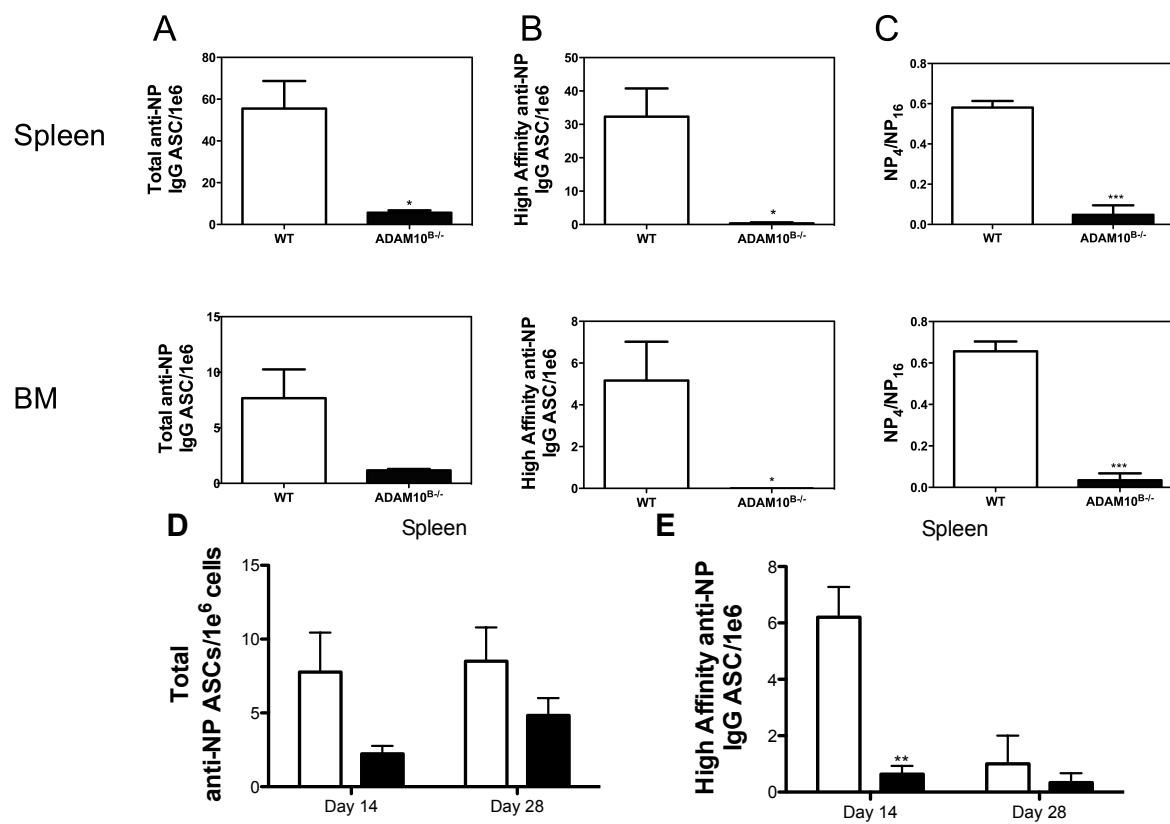 A
B
C
Spleen
Total anti-NP
IgG ASC/1e6
80
60
40
20
0
WT
ADAM10B-/-
*
High Affinity anti-NP
IgG ASC/1e6
50
40
30
20
10
0
WT
ADAM10B-/-
*
NP4/NP16
0.8
0.6
0.4
0.2
0.0
WT
ADAM10B-/-
***
BM
Total anti-NP
IgG ASC/1e6
15
10
5
0
WT
ADAM10B-/-
High Affinity anti-NP
IgG ASC/1e6
8
6
4
2
0
WT
ADAM10B-/-
*
NP4/NP16
0.8
0.6
0.4
0.2
0.0
WT
ADAM10B-/-
***
D
Spleen
Total
anti-NP ASCs/1e6 cells
15
10
5
0
Day 14
Day 28
E
Spleen
High Affinity anti-NP
IgG ASC/1e6
8
6
4
2
0
**
Day 14
Day 28